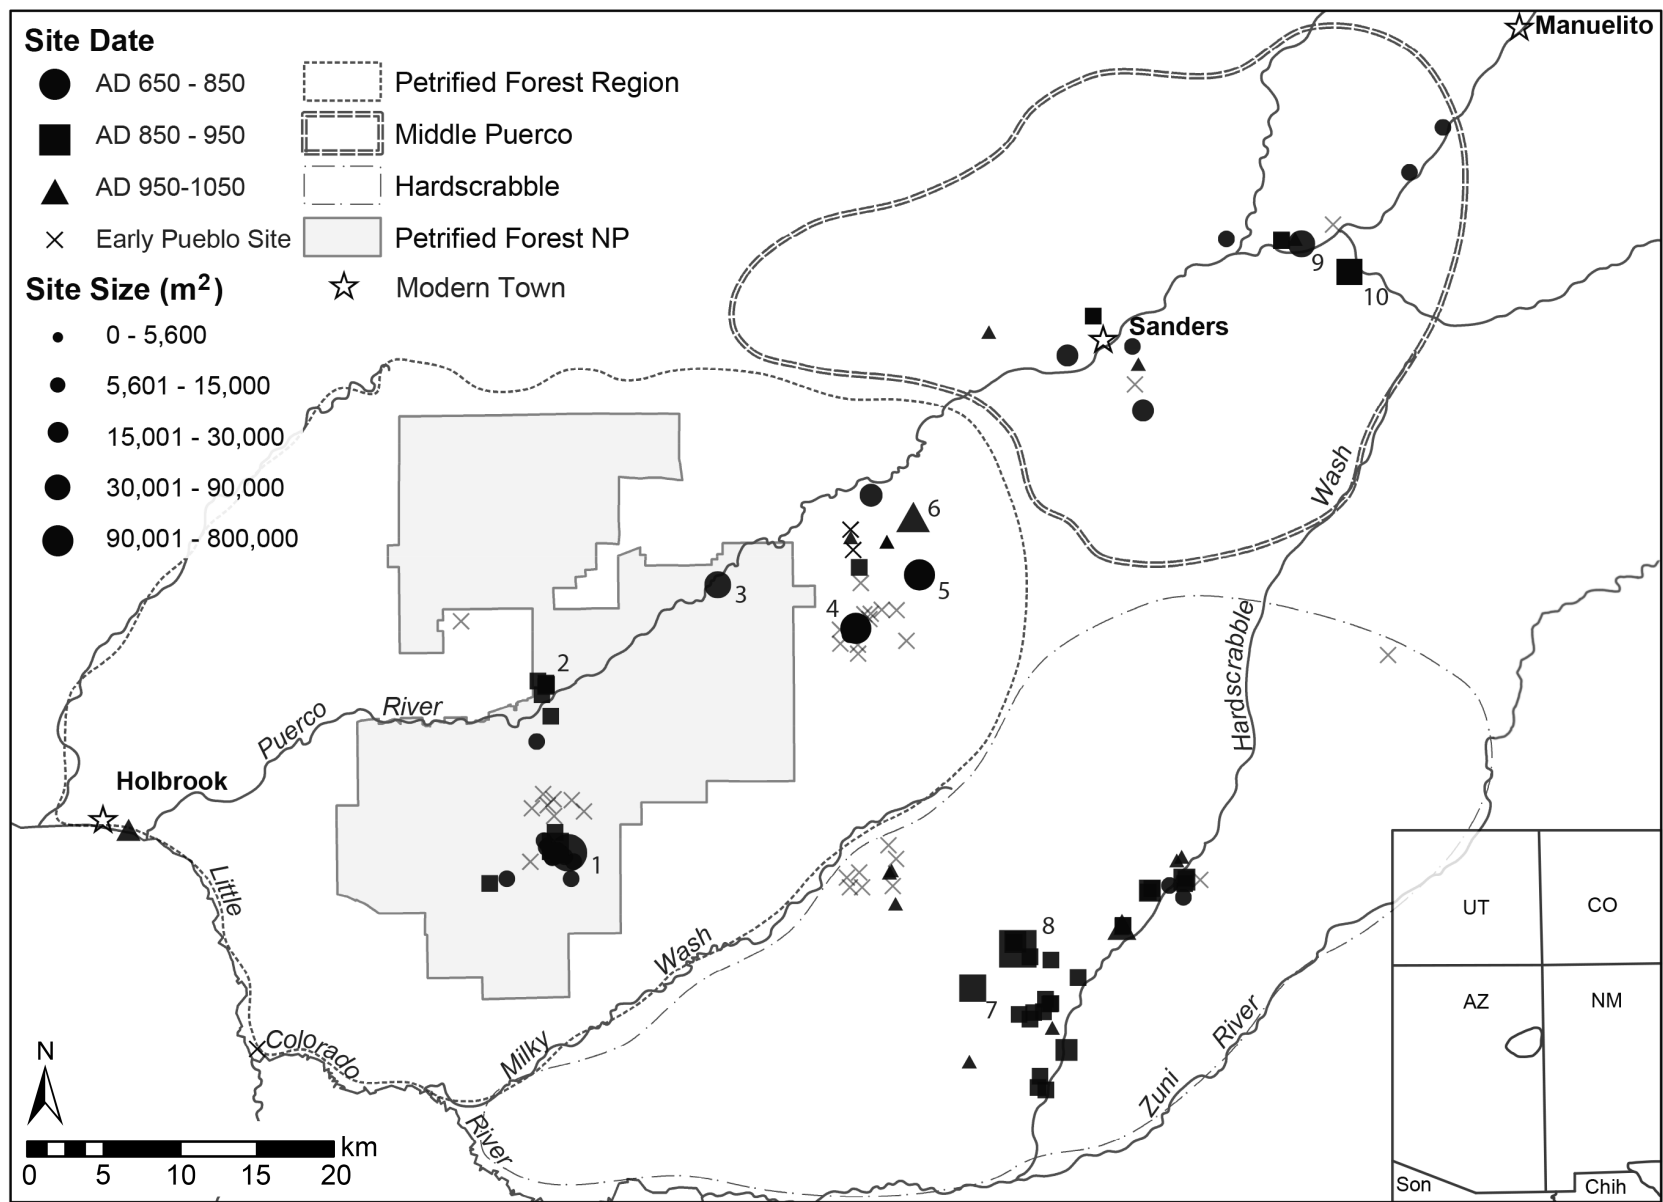 Site Date
AD 650 - 850
AD 850 - 950
AD 950-1050
Early Pueblo Site
Petrified Forest Region
Middle Puerco
Hardscrabble
Petrified Forest NP
Modern Town
Site Size (m²)
0 - 5,600
5,601 - 15,000
15,001 - 30,000
30,001 - 90,000
90,001 - 800,000
Manuelito
9
10
Sanders
Wash
6
5
4
3
2
Hardscrabble
Puerco River
Holbrook
1
Little
Colorado
River
Milky Wash
8
7
Zuni River
N
km
0 5 10 15 20
UT CO
AZ NM
Son Chih